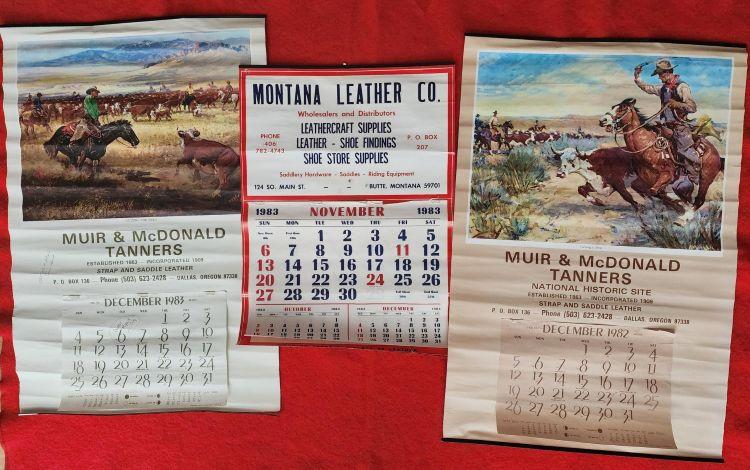 MUIR & McDONALD
TANNERS
ESTABLISHED 1863 — INCORPORATED 1909
STRAP AND SADDLE LEATHER
P. O. BOX 136 - Phone (503) 623-2428 - DALLAS, OREGON 97338
DECEMBER 1983
1 2 3
4 5 6 7 8 9 10
11 12 13 14 15 16 17
18 19 20 21 22 23 24
25 26 27 28 29 30 31
MONTANA LEATHER CO.
Wholesalers and Distributors
LEATHERCRAFT SUPPLIES
LEATHER - SHOE FINDINGS
SHOE STORE SUPPLIES
PHONE
406
782-4743
P. O. BOX
207
Saddlery Hardware - Saddles - Riding Equipment
124 SO. MAIN ST. — — BUTTE, MONTANA 59701
1983 NOVEMBER 1983
SUN MON TUE WED THU FRI SAT
1 2 3 4 5
6 7 8 9 10 11 12
13 14 15 16 17 18 19
20 21 22 23 24 25 26
27 28 29 30
1983 OCTOBER 1983
1983 DECEMBER 1983
MUIR & McDONALD
TANNERS
NATIONAL HISTORIC SITE
ESTABLISHED 1863 — INCORPORATED 1909
STRAP AND SADDLE LEATHER
P. O. BOX 136 - Phone (503) 623-2428 - DALLAS, OREGON 97338
DECEMBER 1982
1 2 3 4
5 6 7 8 9 10 11
12 13 14 15 16 17 18
19 20 21 22 23 24 25
26 27 28 29 30 31